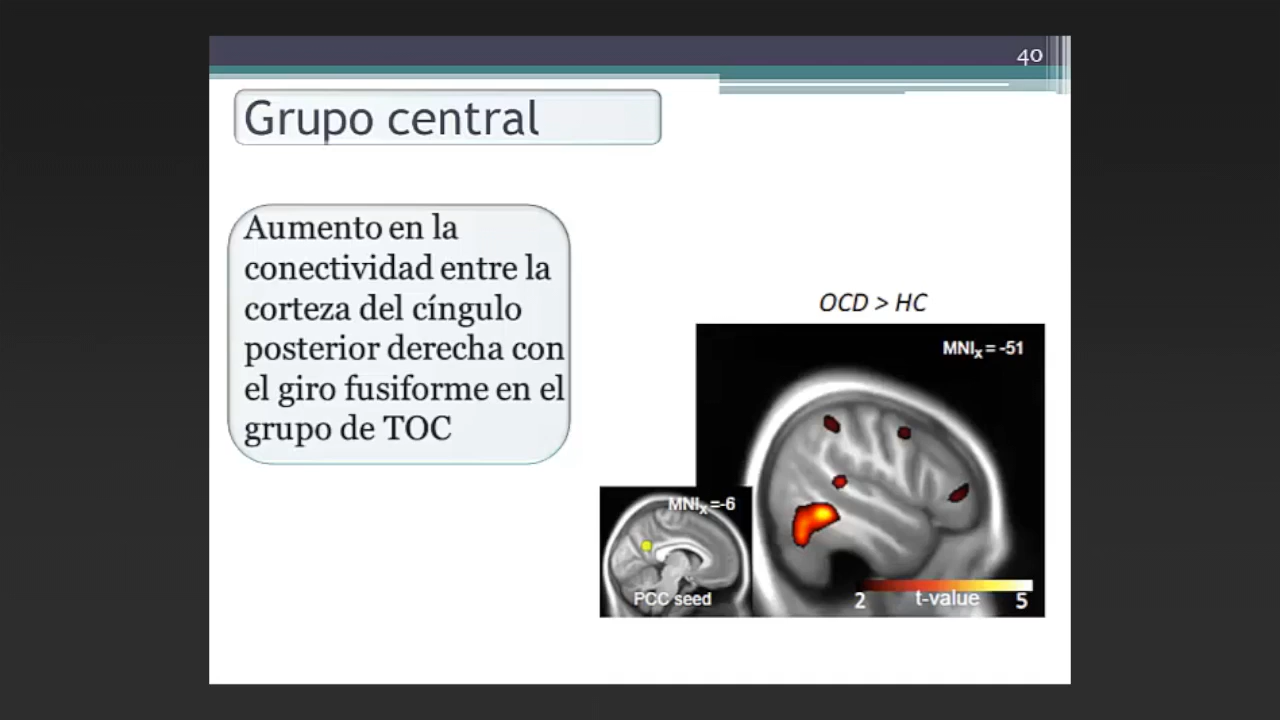 40
Grupo central
Aumento en la
conectividad entre la
corteza del cíngulo
posterior derecha con
el giro fusiforme en el
grupo de TOC
OCD > HC
MNIx = -51
MNIx =-6
PCC seed
2 t-value 5